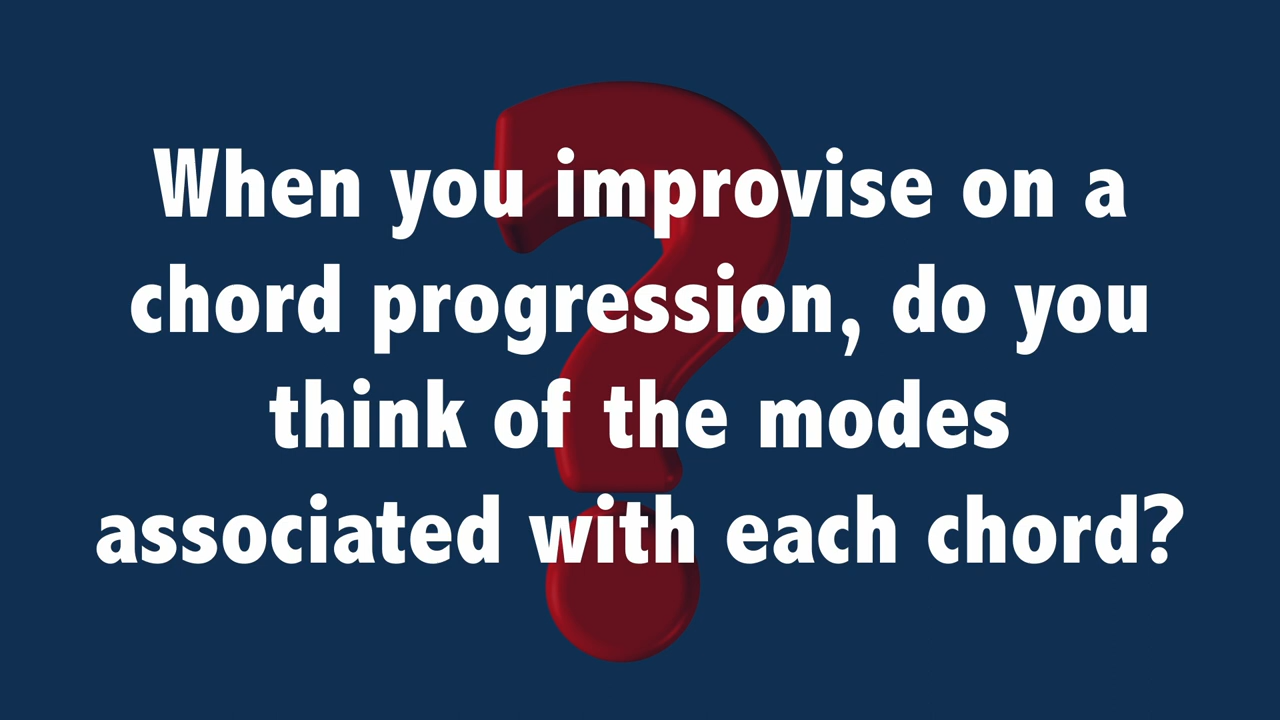 When you improvise on a
chord progression, do you
think of the modes
associated with each chord?